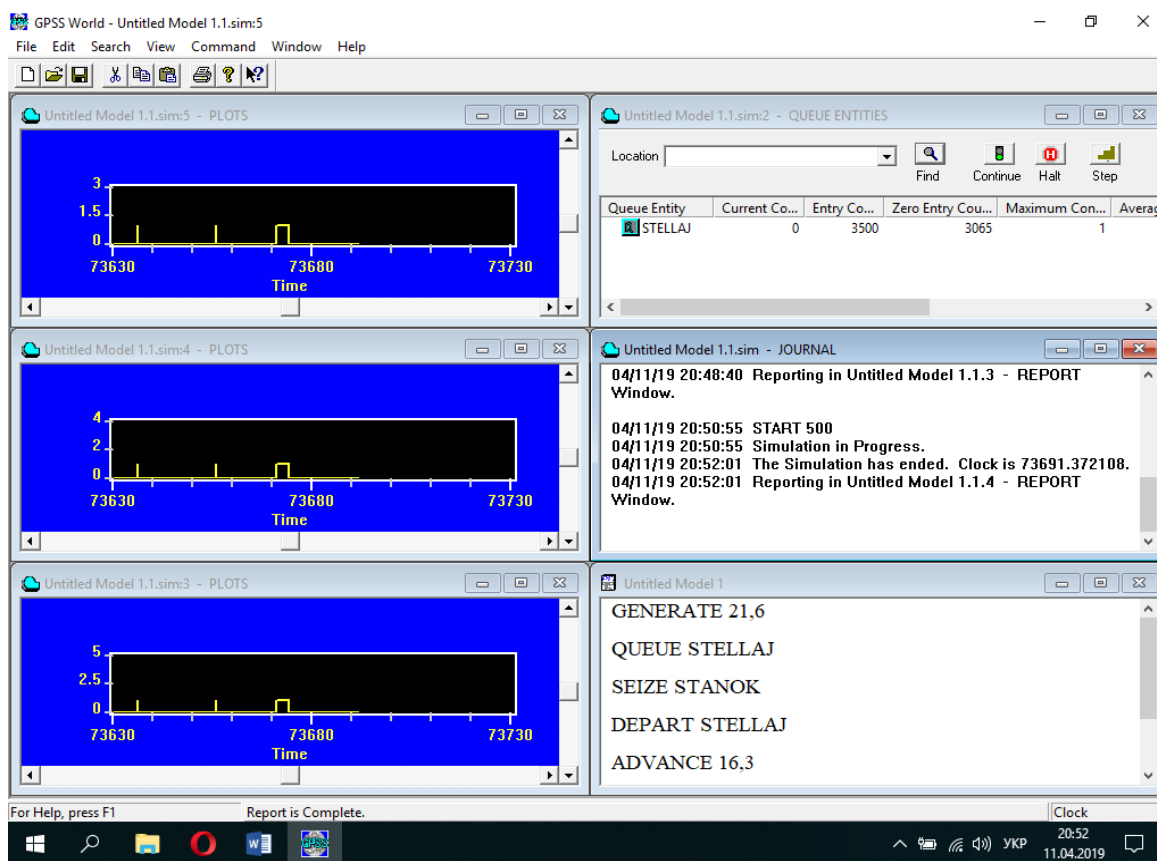 GPSS World - Untitled Model 1.1.sim:5
File Edit Search View Command Window Help
Untitled Model 1.1.sim:5 - PLOTS
3
1.5
0
73630 73680 73730
Time
Untitled Model 1.1.sim:2 - QUEUE ENTITIES
Location
Find Continue Halt Step
Queue Entity Current Co... Entry Co... Zero Entry Cou... Maximum Con... Averag
STELLAJ 0 3500 3065 1
Untitled Model 1.1.sim:4 - PLOTS
4
2
0
73630 73680 73730
Time
Untitled Model 1.1.sim - JOURNAL
04/11/19 20:48:40 Reporting in Untitled Model 1.1.3 - REPORT
Window.
04/11/19 20:50:55 START 500
04/11/19 20:50:55 Simulation in Progress.
04/11/19 20:52:01 The Simulation has ended. Clock is 73691.372108.
04/11/19 20:52:01 Reporting in Untitled Model 1.1.4 - REPORT
Window.
Untitled Model 1.1.sim:3 - PLOTS
5
2.5
0
73630 73680 73730
Time
Untitled Model 1
GENERATE 21,6
QUEUE STELLAJ
SEIZE STANOK
DEPART STELLAJ
ADVANCE 16,3
For Help, press F1 Report is Complete. Clock
УКР
20:52
11.04.2019